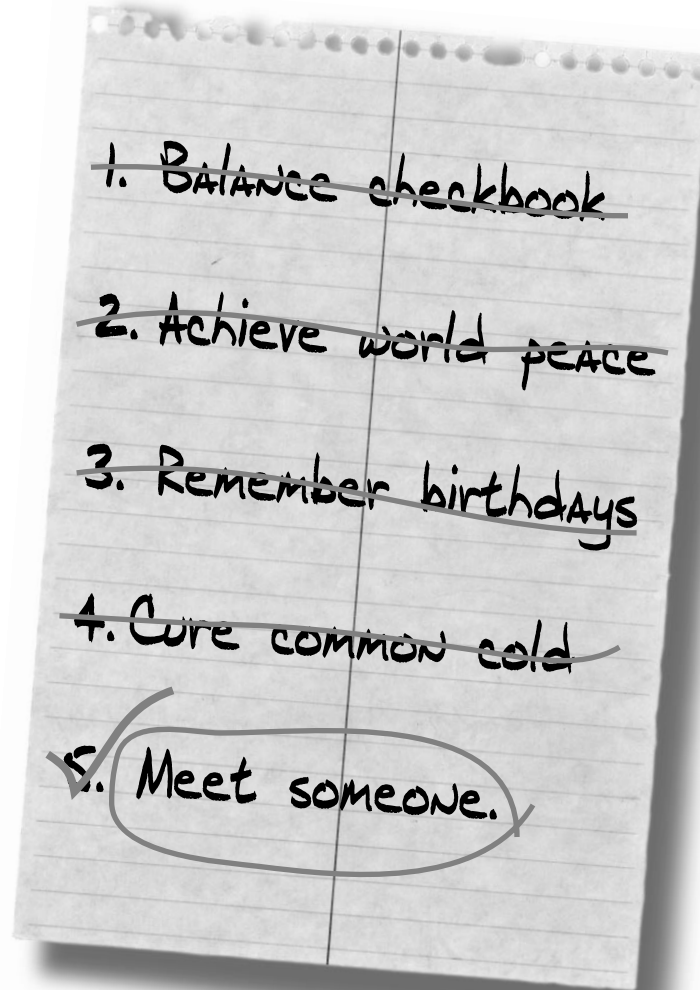 1. Balance checkbook
2. Achieve world peace
3. Remember birthdays
4. Cure common cold
5. Meet someone.